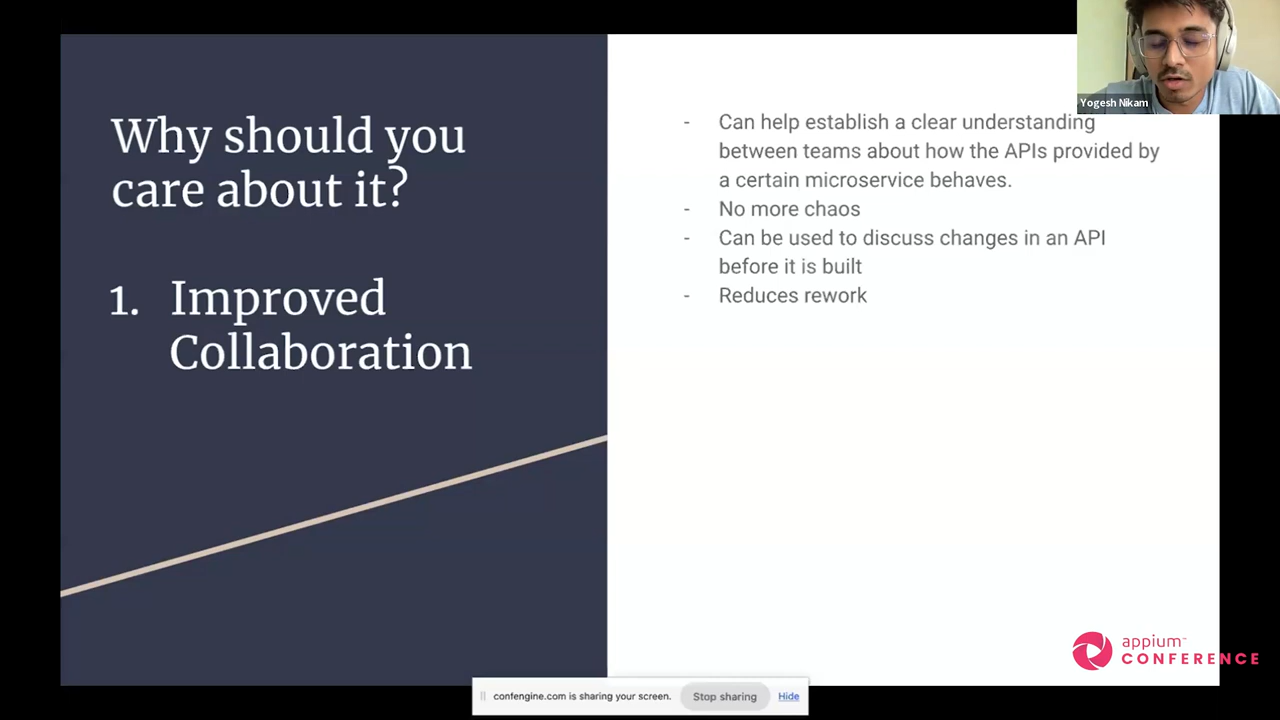 Why should you
care about it?
1. Improved
Collaboration
- Can help establish a clear understanding
between teams about how the APIs provided by
a certain microservice behaves.
- No more chaos
- Can be used to discuss changes in an API
before it is built
- Reduces rework
Yogesh Nikam
appium™
CONFERENCE
confengine.com is sharing your screen. Stop sharing Hide